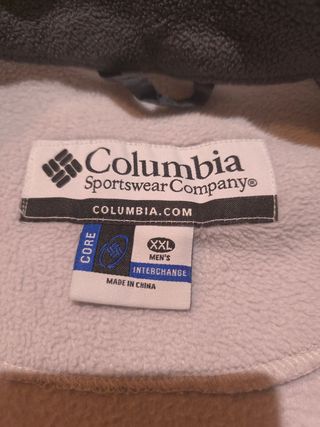 Columbia
Sportswear Company®
COLUMBIA.COM
CORE
XXL
MEN'S
INTERCHANGE
MADE IN CHINA